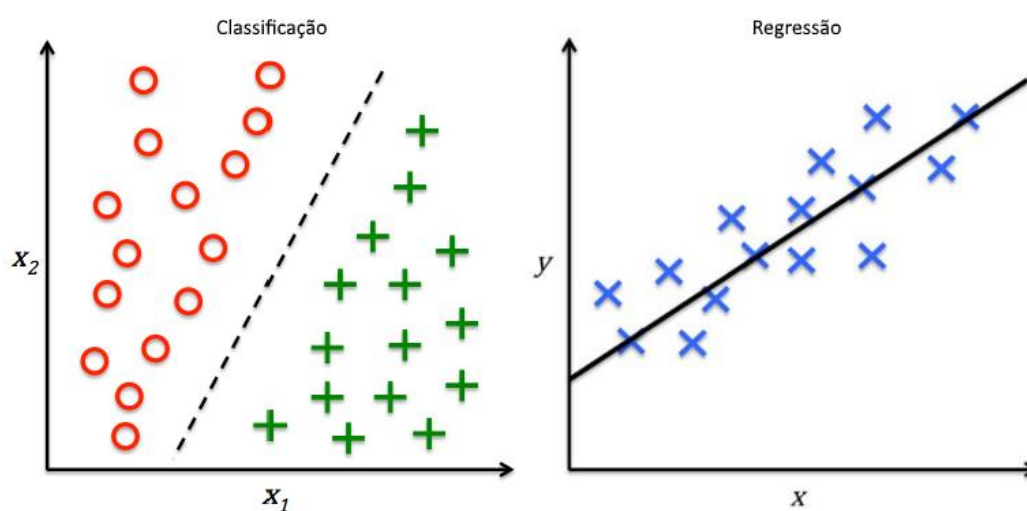 Classificação
x₂
x₁
Regressão
y
x